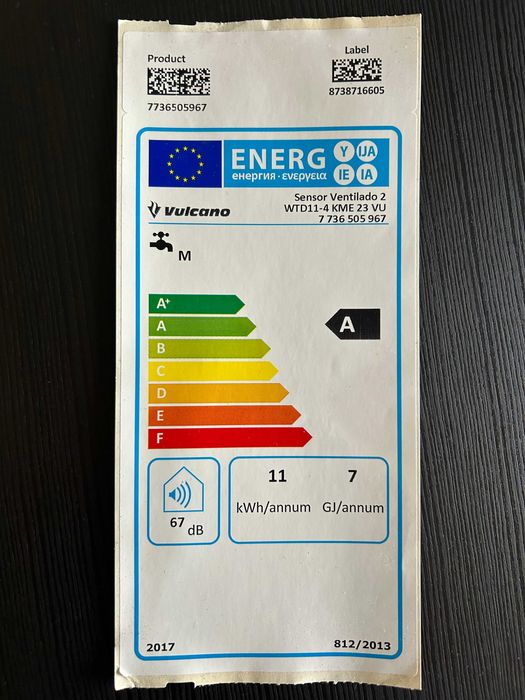 Product
Label
7736505967
8738716605
ENERG Y IJA
енергия · ενεργεια IE IA
Vulcano
Sensor Ventilado 2
WTD11-4 KME 23 VU
7 736 505 967
M
A+
A
A
B
C
D
E
F
67 dB
11
7
kWh/annum
GJ/annum
2017
812/2013